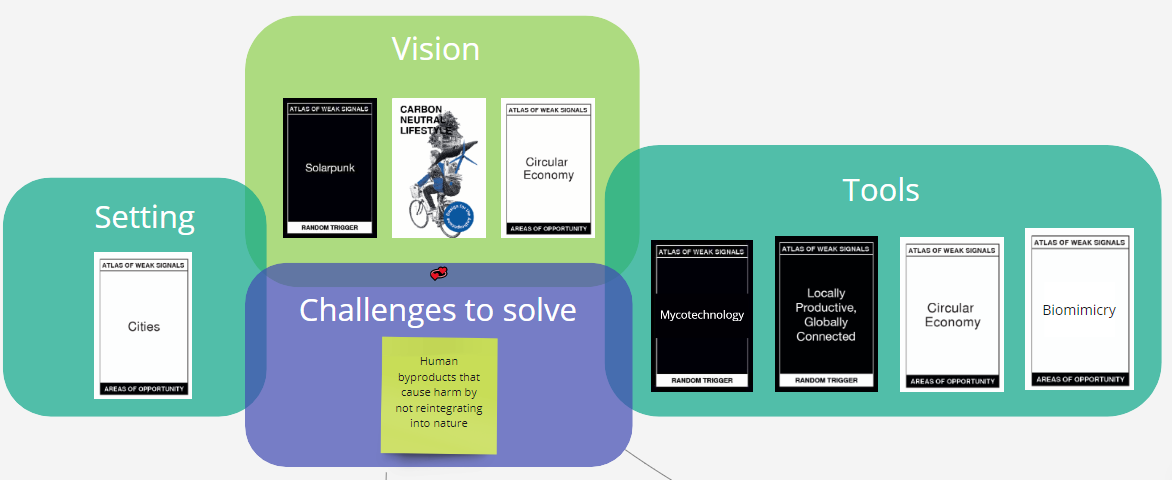 Vision
ATLAS OF WEAK SIGNALS
Solarpunk
RANDOM TRIGGER
CARBON
NEUTRAL
LIFESTYLE
ATLAS OF WEAK SIGNALS
Circular
Economy
AREAS OF OPPORTUNITY
Setting
ATLAS OF WEAK SIGNALS
Cities
AREAS OF OPPORTUNITY
Challenges to solve
Human
byproducts that
cause harm by
not reintegrating
into nature
Tools
ATLAS OF WEAK SIGNALS
Mycotechnology
RANDOM TRIGGER
ATLAS OF WEAK SIGNALS
Locally
Productive,
Globally
Connected
RANDOM TRIGGER
ATLAS OF WEAK SIGNALS
Circular
Economy
AREAS OF OPPORTUNITY
ATLAS OF WEAK SIGNALS
Biomimicry
AREAS OF OPPORTUNITY